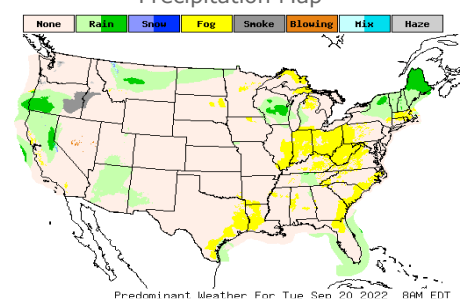 Precipitation Map
None Rain Snow Fog Smoke Blowing Mix Haze
Predominant Weather For Tue Sep 20 2022 8AM EDT